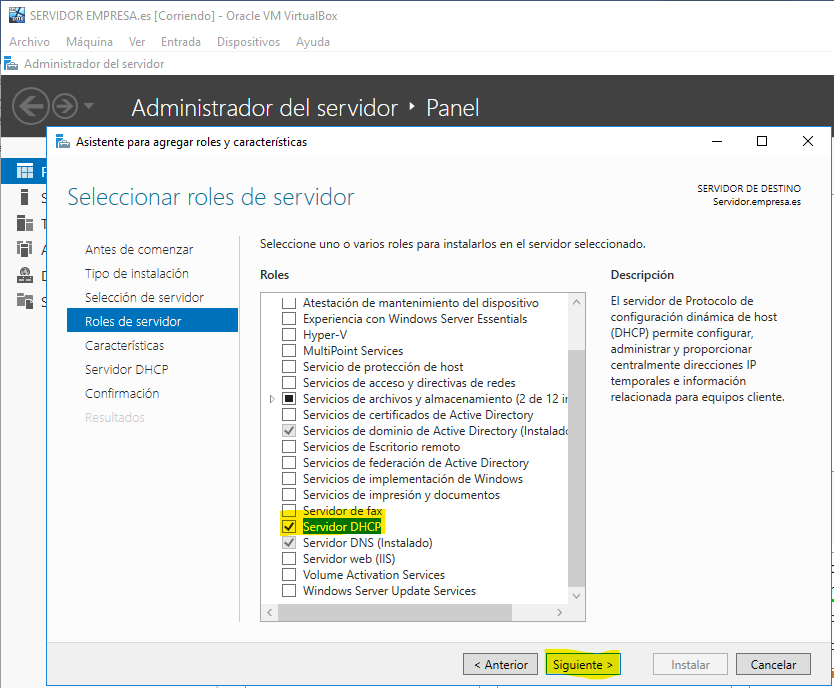 SERVIDOR EMPRESA.es [Corriendo] - Oracle VM VirtualBox
Archivo Máquina Ver Entrada Dispositivos Ayuda
Administrador del servidor
Administrador del servidor Panel
Asistente para agregar roles y características
Seleccionar roles de servidor
SERVIDOR DE DESTINO
Servidor.empresa.es
Antes de comenzar
Tipo de instalación
Selección de servidor
Roles de servidor
Características
Servidor DHCP
Confirmación
Resultados
Seleccione uno o varios roles para instalarlos en el servidor seleccionado.
Roles
Atestación de mantenimiento del dispositivo
Experiencia con Windows Server Essentials
Hyper-V
MultiPoint Services
Servicio de protección de host
Servicios de acceso y directivas de redes
Servicios de archivos y almacenamiento (2 de 12 in
Servicios de certificados de Active Directory
Servicios de dominio de Active Directory (Instalado
Servicios de Escritorio remoto
Servicios de federación de Active Directory
Servicios de implementación de Windows
Servicios de impresión y documentos
Servidor de fax
Servidor DHCP
Servidor DNS (Instalado)
Servidor web (IIS)
Volume Activation Services
Windows Server Update Services
Descripción
El servidor de Protocolo de
configuración dinámica de host
(DHCP) permite configurar,
administrar y proporcionar
centralmente direcciones IP
temporales e información
relacionada para equipos cliente.
< Anterior
Siguiente >
Instalar
Cancelar